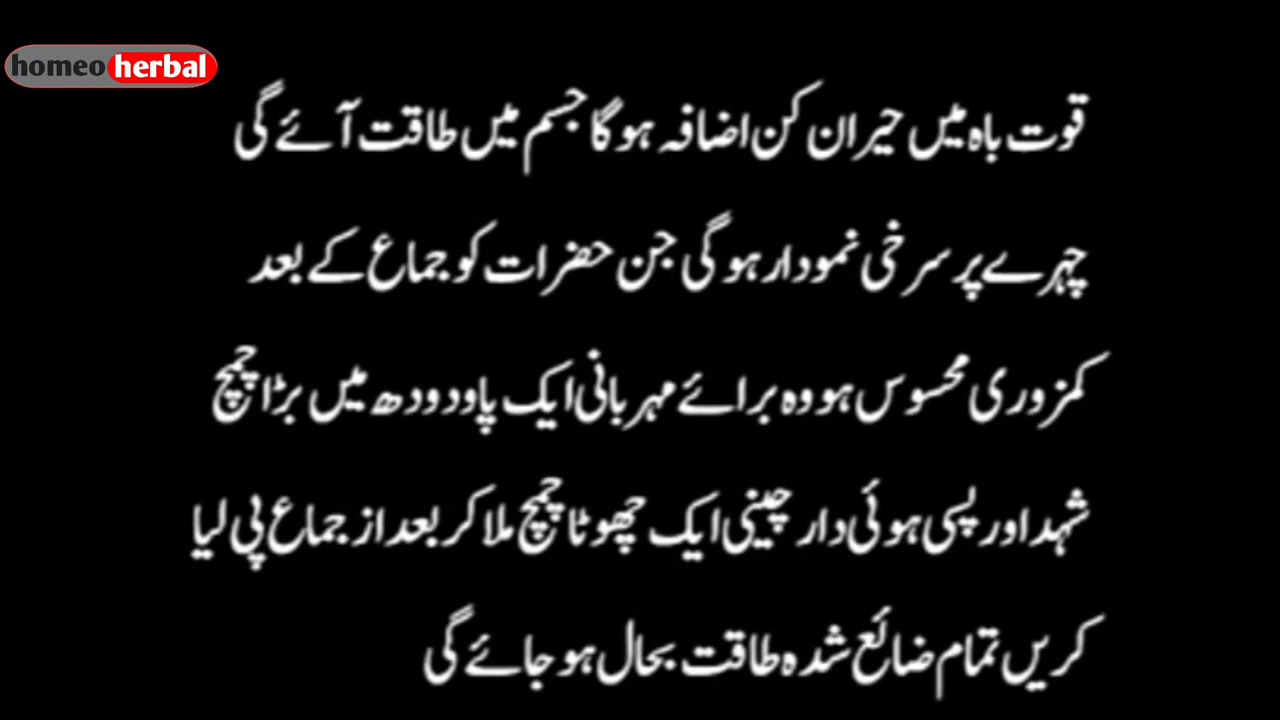 homeo herbal
قوت باہ میں حیران کن اضافہ ہوگا جسم میں طاقت آئے گی
چہرے پر سرخی نمودار ہوگی جن حضرات کو جماع کے بعد
کمزوری محسوس ہو وہ برائے مہربانی ایک پاو دودھ میں بڑا چمچ
شہد اور پسی ہوئی دار چینی ایک چھوٹا چمچ ملا کر بعد از جماع پی لیا
کریں تمام ضائع شدہ طاقت بحال ہو جائے گی